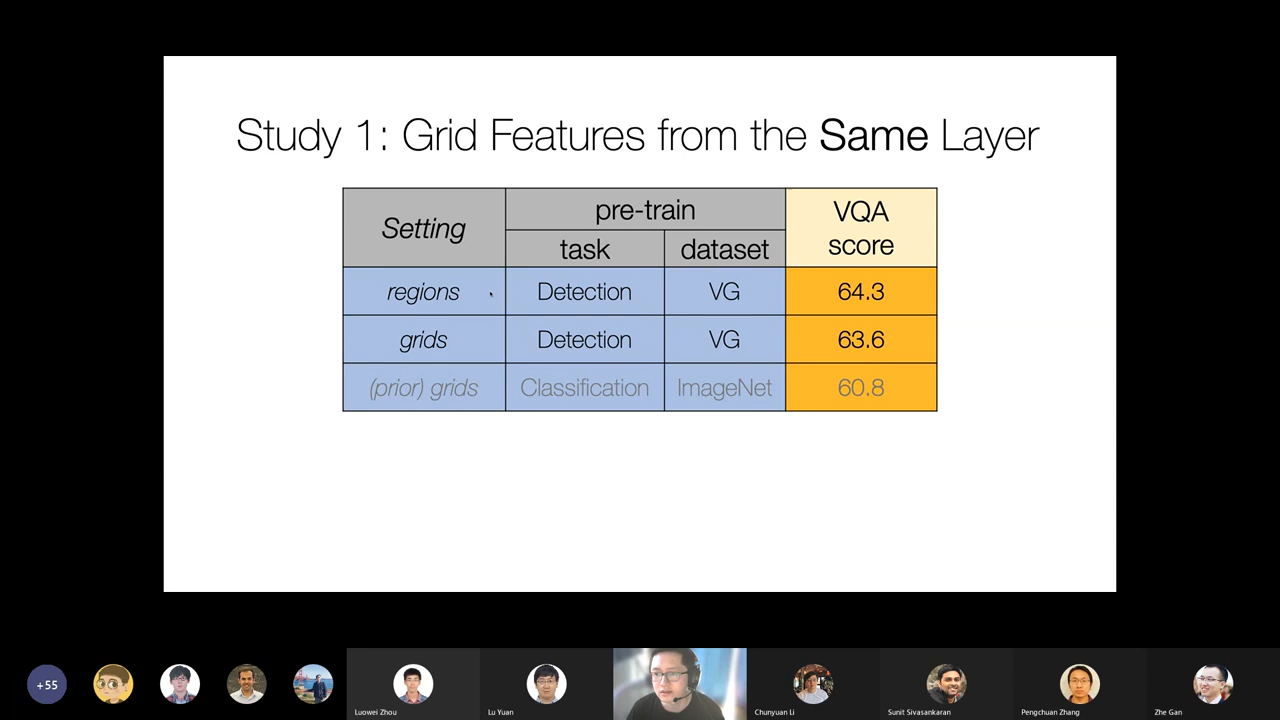 Study 1: Grid Features from the Same Layer
Setting
pre-train
VQA
score
task
dataset
regions
Detection
VG
64.3
grids
Detection
VG
63.6
(prior) grids
Classification
ImageNet
60.8
+55
Luowei Zhou
Lu Yuan
Chunyuan Li
Sunit Sivasankaran
Pengchuan Zhang
Zhe Gan